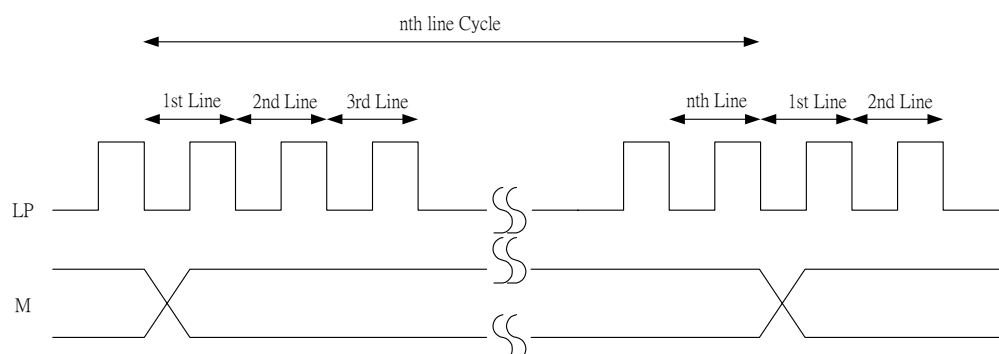 nth line Cycle
1st Line 2nd Line 3rd Line nth Line 1st Line 2nd Line
LP
M